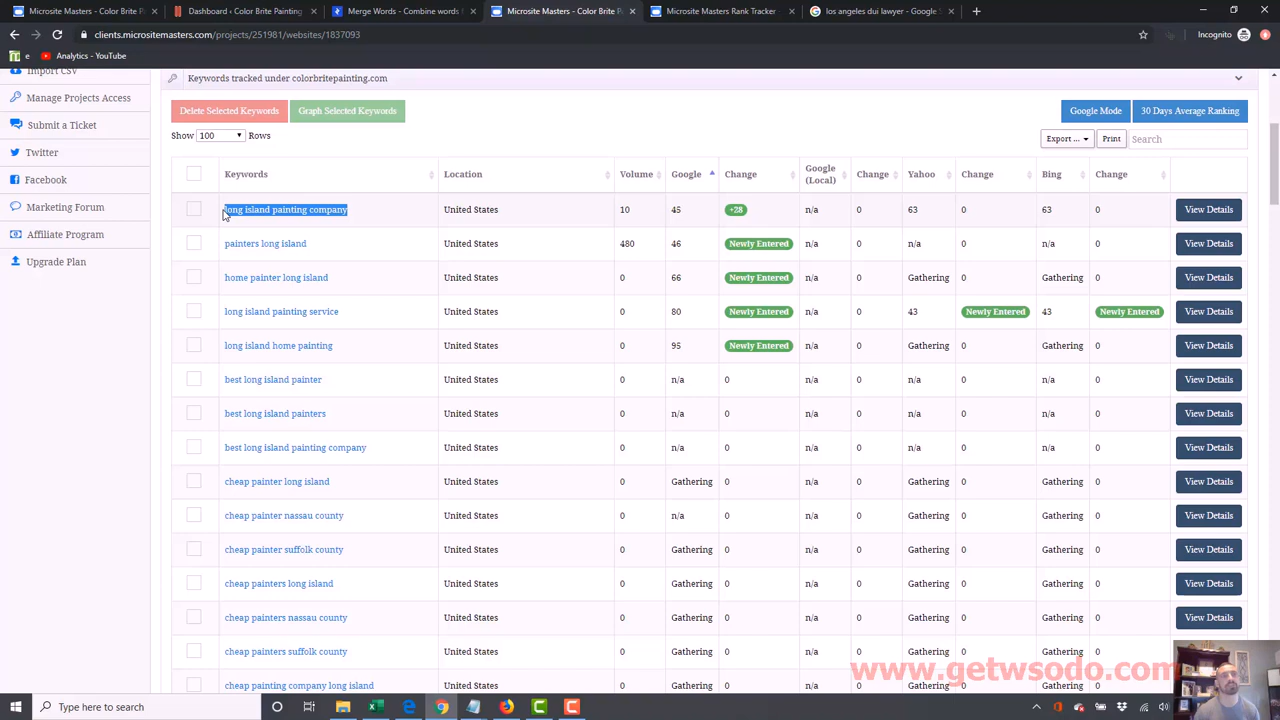 Microsite Masters - Color Brite P
Dashboard ‹ Color Brite Painting
Merge Words - Combine words
Microsite Masters - Color Brite P
Microsite Masters Rank Tracker
los angeles dui lawyer - Google S
clients.micrositemasters.com/projects/251981/websites/1837093
Incognito
e
Analytics - YouTube
Import CSV
Manage Projects Access
Submit a Ticket
Twitter
Facebook
Marketing Forum
Affiliate Program
Upgrade Plan
Keywords tracked under colorbritepainting.com
Delete Selected Keywords Graph Selected Keywords Google Mode 30 Days Average Ranking
Show 100 Rows Export ... Print Search
Keywords Location Volume Google Change Google (Local) Change Yahoo Change Bing Change
long island painting company United States 10 45 +28 n/a 0 63 0 63 0 View Details
painters long island United States 480 46 Newly Entered n/a 0 n/a 0 n/a 0 View Details
home painter long island United States 0 66 Newly Entered n/a 0 Gathering 0 Gathering 0 View Details
long island painting service United States 0 80 Newly Entered n/a 0 43 Newly Entered 43 Newly Entered View Details
long island home painting United States 0 95 Newly Entered n/a 0 Gathering 0 Gathering 0 View Details
best long island painter United States 0 n/a 0 n/a 0 n/a 0 n/a 0 View Details
best long island painters United States 0 n/a 0 n/a 0 n/a 0 n/a 0 View Details
best long island painting company United States 0 n/a 0 n/a 0 n/a 0 n/a 0 View Details
cheap painter long island United States 0 Gathering 0 n/a 0 Gathering 0 Gathering 0 View Details
cheap painter nassau county United States 0 n/a 0 n/a 0 Gathering 0 Gathering 0 View Details
cheap painter suffolk county United States 0 Gathering 0 n/a 0 Gathering 0 Gathering 0 View Details
cheap painters long island United States 0 Gathering 0 n/a 0 Gathering 0 Gathering 0 View Details
cheap painters nassau county United States 0 Gathering 0 n/a 0 Gathering 0 Gathering 0 View Details
cheap painters suffolk county United States 0 Gathering 0 n/a 0 Gathering 0 Gathering 0
cheap painting company long island United States 0 Gathering 0 n/a 0 Gathering 0 Gathering 0
www.getwsodo.com
Type here to search